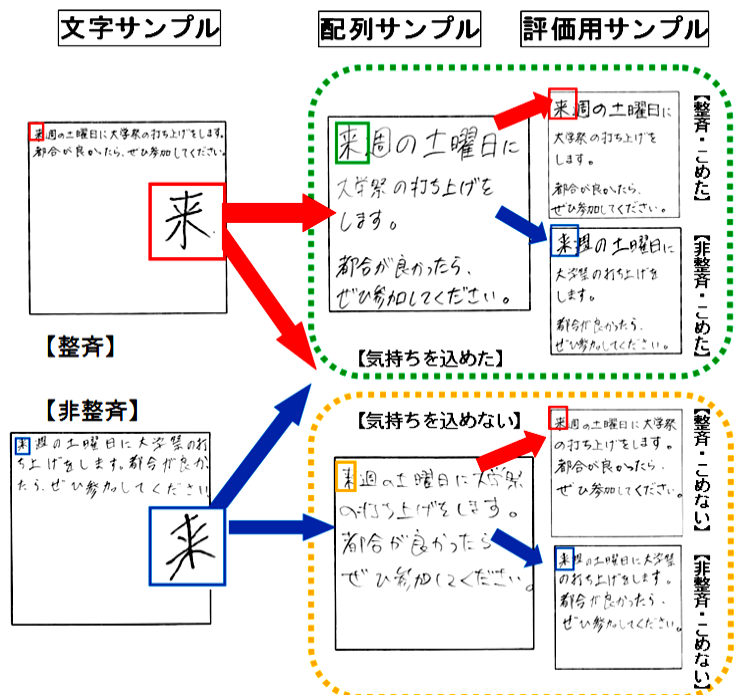 文字サンプル
配列サンプル
評価用サンプル
来週の土曜日に大学祭の打ち上げをします。
都合が良かったら、ぜひ参加してください。
来
【整斉】
【非整斉】
来週の土曜日に大学祭の打
ち上げをします。都合が良か
たら、ぜひ参加してください
来
来週の土曜日に
大学祭の打ち上げを
します。
都合が良かったら、
ぜひ参加してください。
【気持ちを込めた】
来週の土曜日に
大学祭の打ち上げを
します。
都合が良かったら、
ぜひ参加してください。
【整斉・こめた】
来週の土曜日に
大学祭の打ち上げを
します。
都合が良かったら、
ぜひ参加してください。
【非整斉・こめた】
【気持ちを込めない】
来週の土曜日に大学祭
の打ち上げをします。
都合が良かったら
ぜひ参加してください。
来週の土曜日に大学祭
の打ち上げをします。
都合が良かったら、
ぜひ参加してください。
【整斉・こめない】
来週の土曜日に大学祭
の打ち上げをします。
都合が良かったら、
ぜひ参加してください。
【非整斉・こめない】